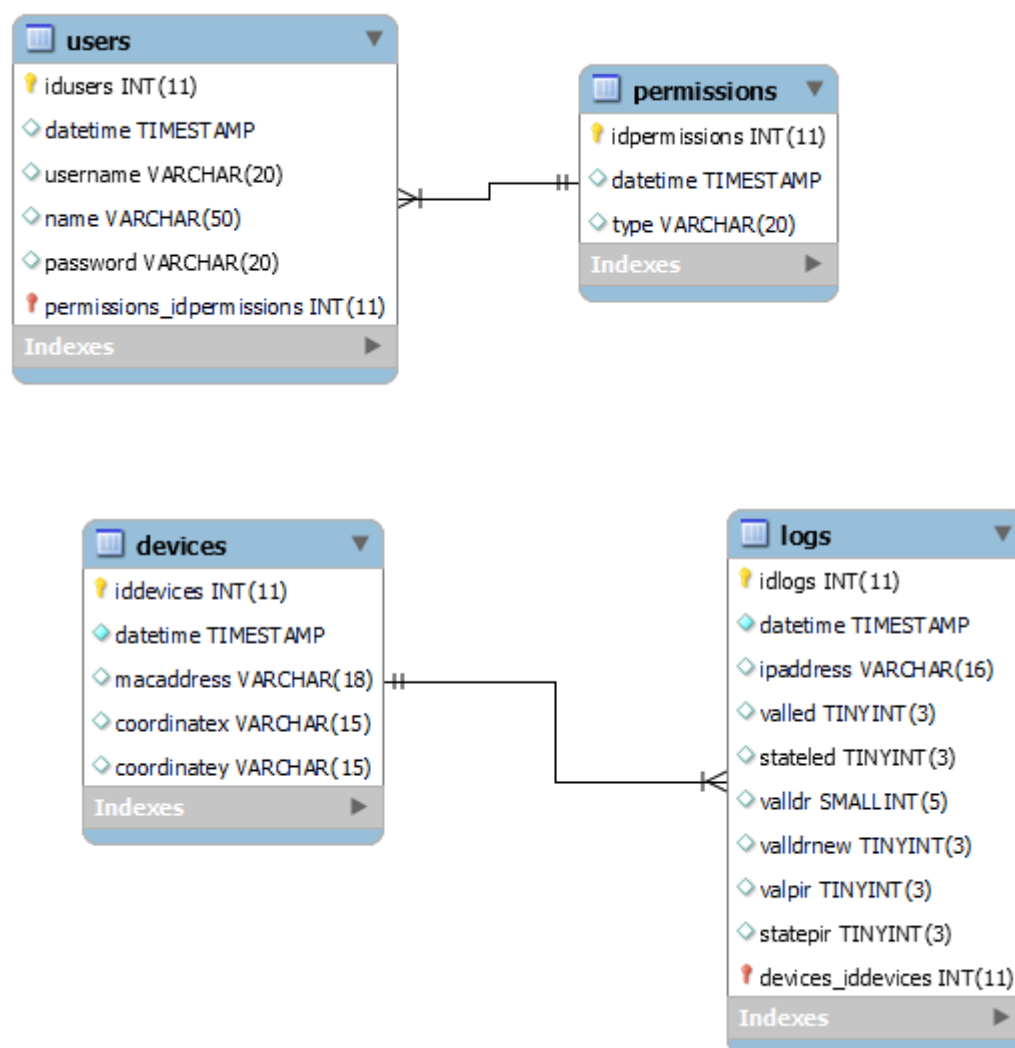 users
idusers INT(11)
datetime TIMESTAMP
username VARCHAR(20)
name VARCHAR(50)
password VARCHAR(20)
permissions_idpermissions INT(11)
Indexes
permissions
idpermissions INT(11)
datetime TIMESTAMP
type VARCHAR(20)
Indexes
devices
iddevices INT(11)
datetime TIMESTAMP
macaddress VARCHAR(18)
coordinatex VARCHAR(15)
coordinatey VARCHAR(15)
Indexes
logs
idlogs INT(11)
datetime TIMESTAMP
ipaddress VARCHAR(16)
valled TINYINT(3)
stateled TINYINT(3)
valldr SMALLINT(5)
valldrnew TINYINT(3)
valpir TINYINT(3)
statepir TINYINT(3)
devices_iddevices INT(11)
Indexes